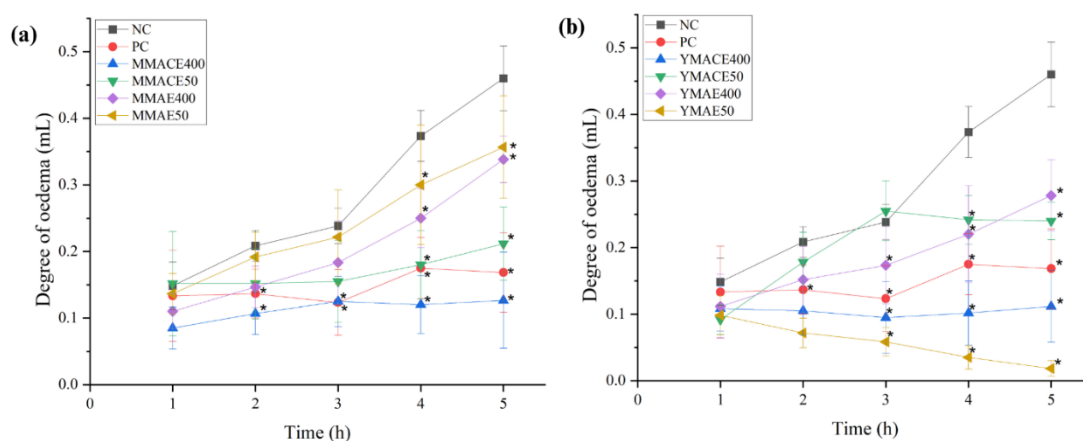 (a)
NC
PC
MMACE400
MMACE50
MMAE400
MMAE50
Degree of oedema (mL)
0.5
0.4
0.3
0.2
0.1
0.0
0
1
2
3
4
5
Time (h)
* * * * * * * * * * * * * *
(b)
NC
PC
YMACE400
YMACE50
YMAE400
YMAE50
Degree of oedema (mL)
0.5
0.4
0.3
0.2
0.1
0.0
0
1
2
3
4
5
Time (h)
* * * * * * * * * * * * * *